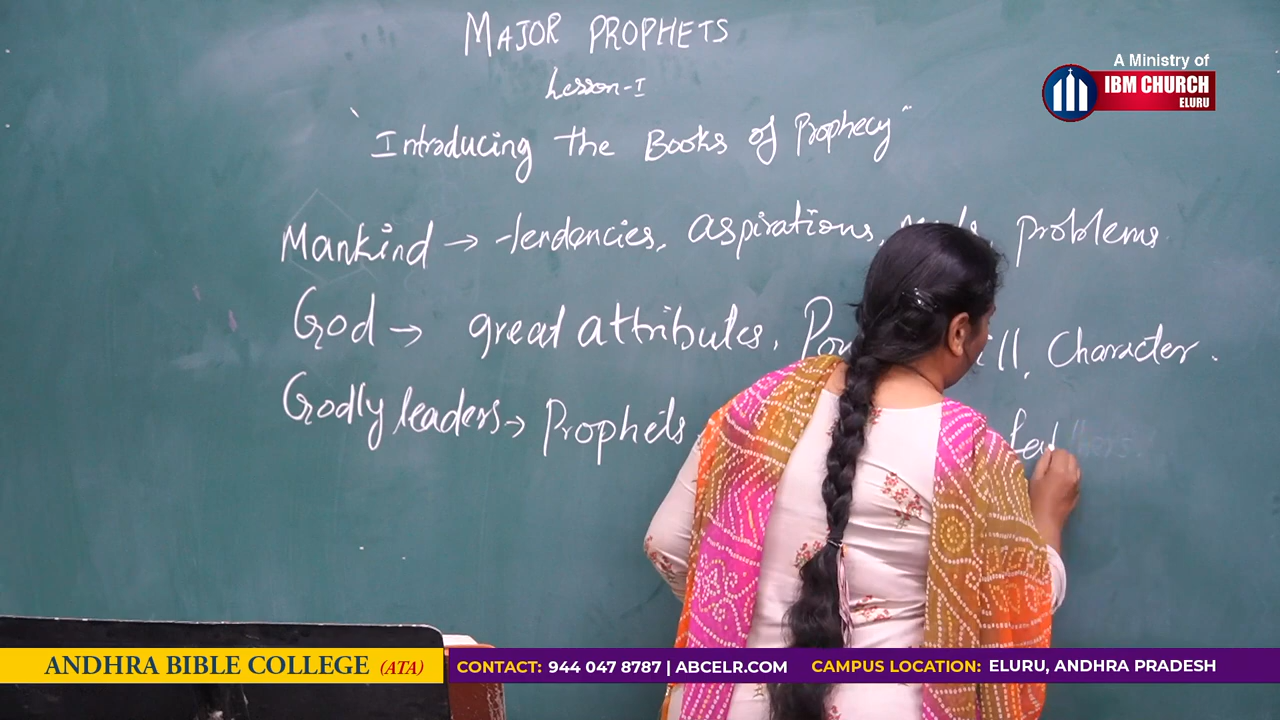 MAJOR PROPHETS
Lesson-I
"Introducing the Books of Prophecy"
Mankind → tendencies, aspirations, problems.
God → great attributes, ill, Character.
Godly leaders → Prophets
A Ministry of
IBM CHURCH
ELURU
ANDHRA BIBLE COLLEGE (ATA)
CONTACT: 944 047 8787 | ABCELR.COM
CAMPUS LOCATION: ELURU, ANDHRA PRADESH